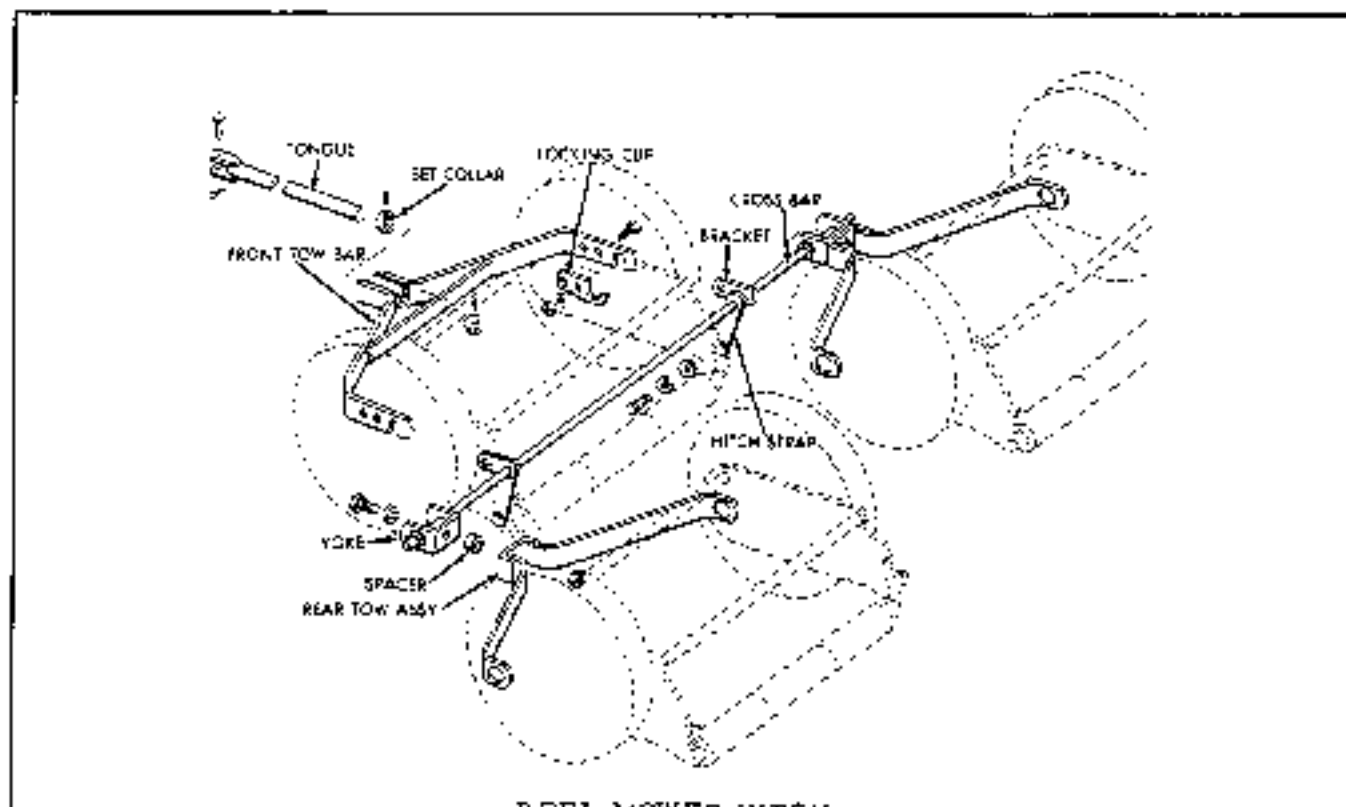 TONGUE
SET COLLAR
LOCKING CLIP
CROSS BAR
BRACKET
FRONT TOW BAR
HITCH STRAP
YOKE
SPACER
REAR TOW ASSY